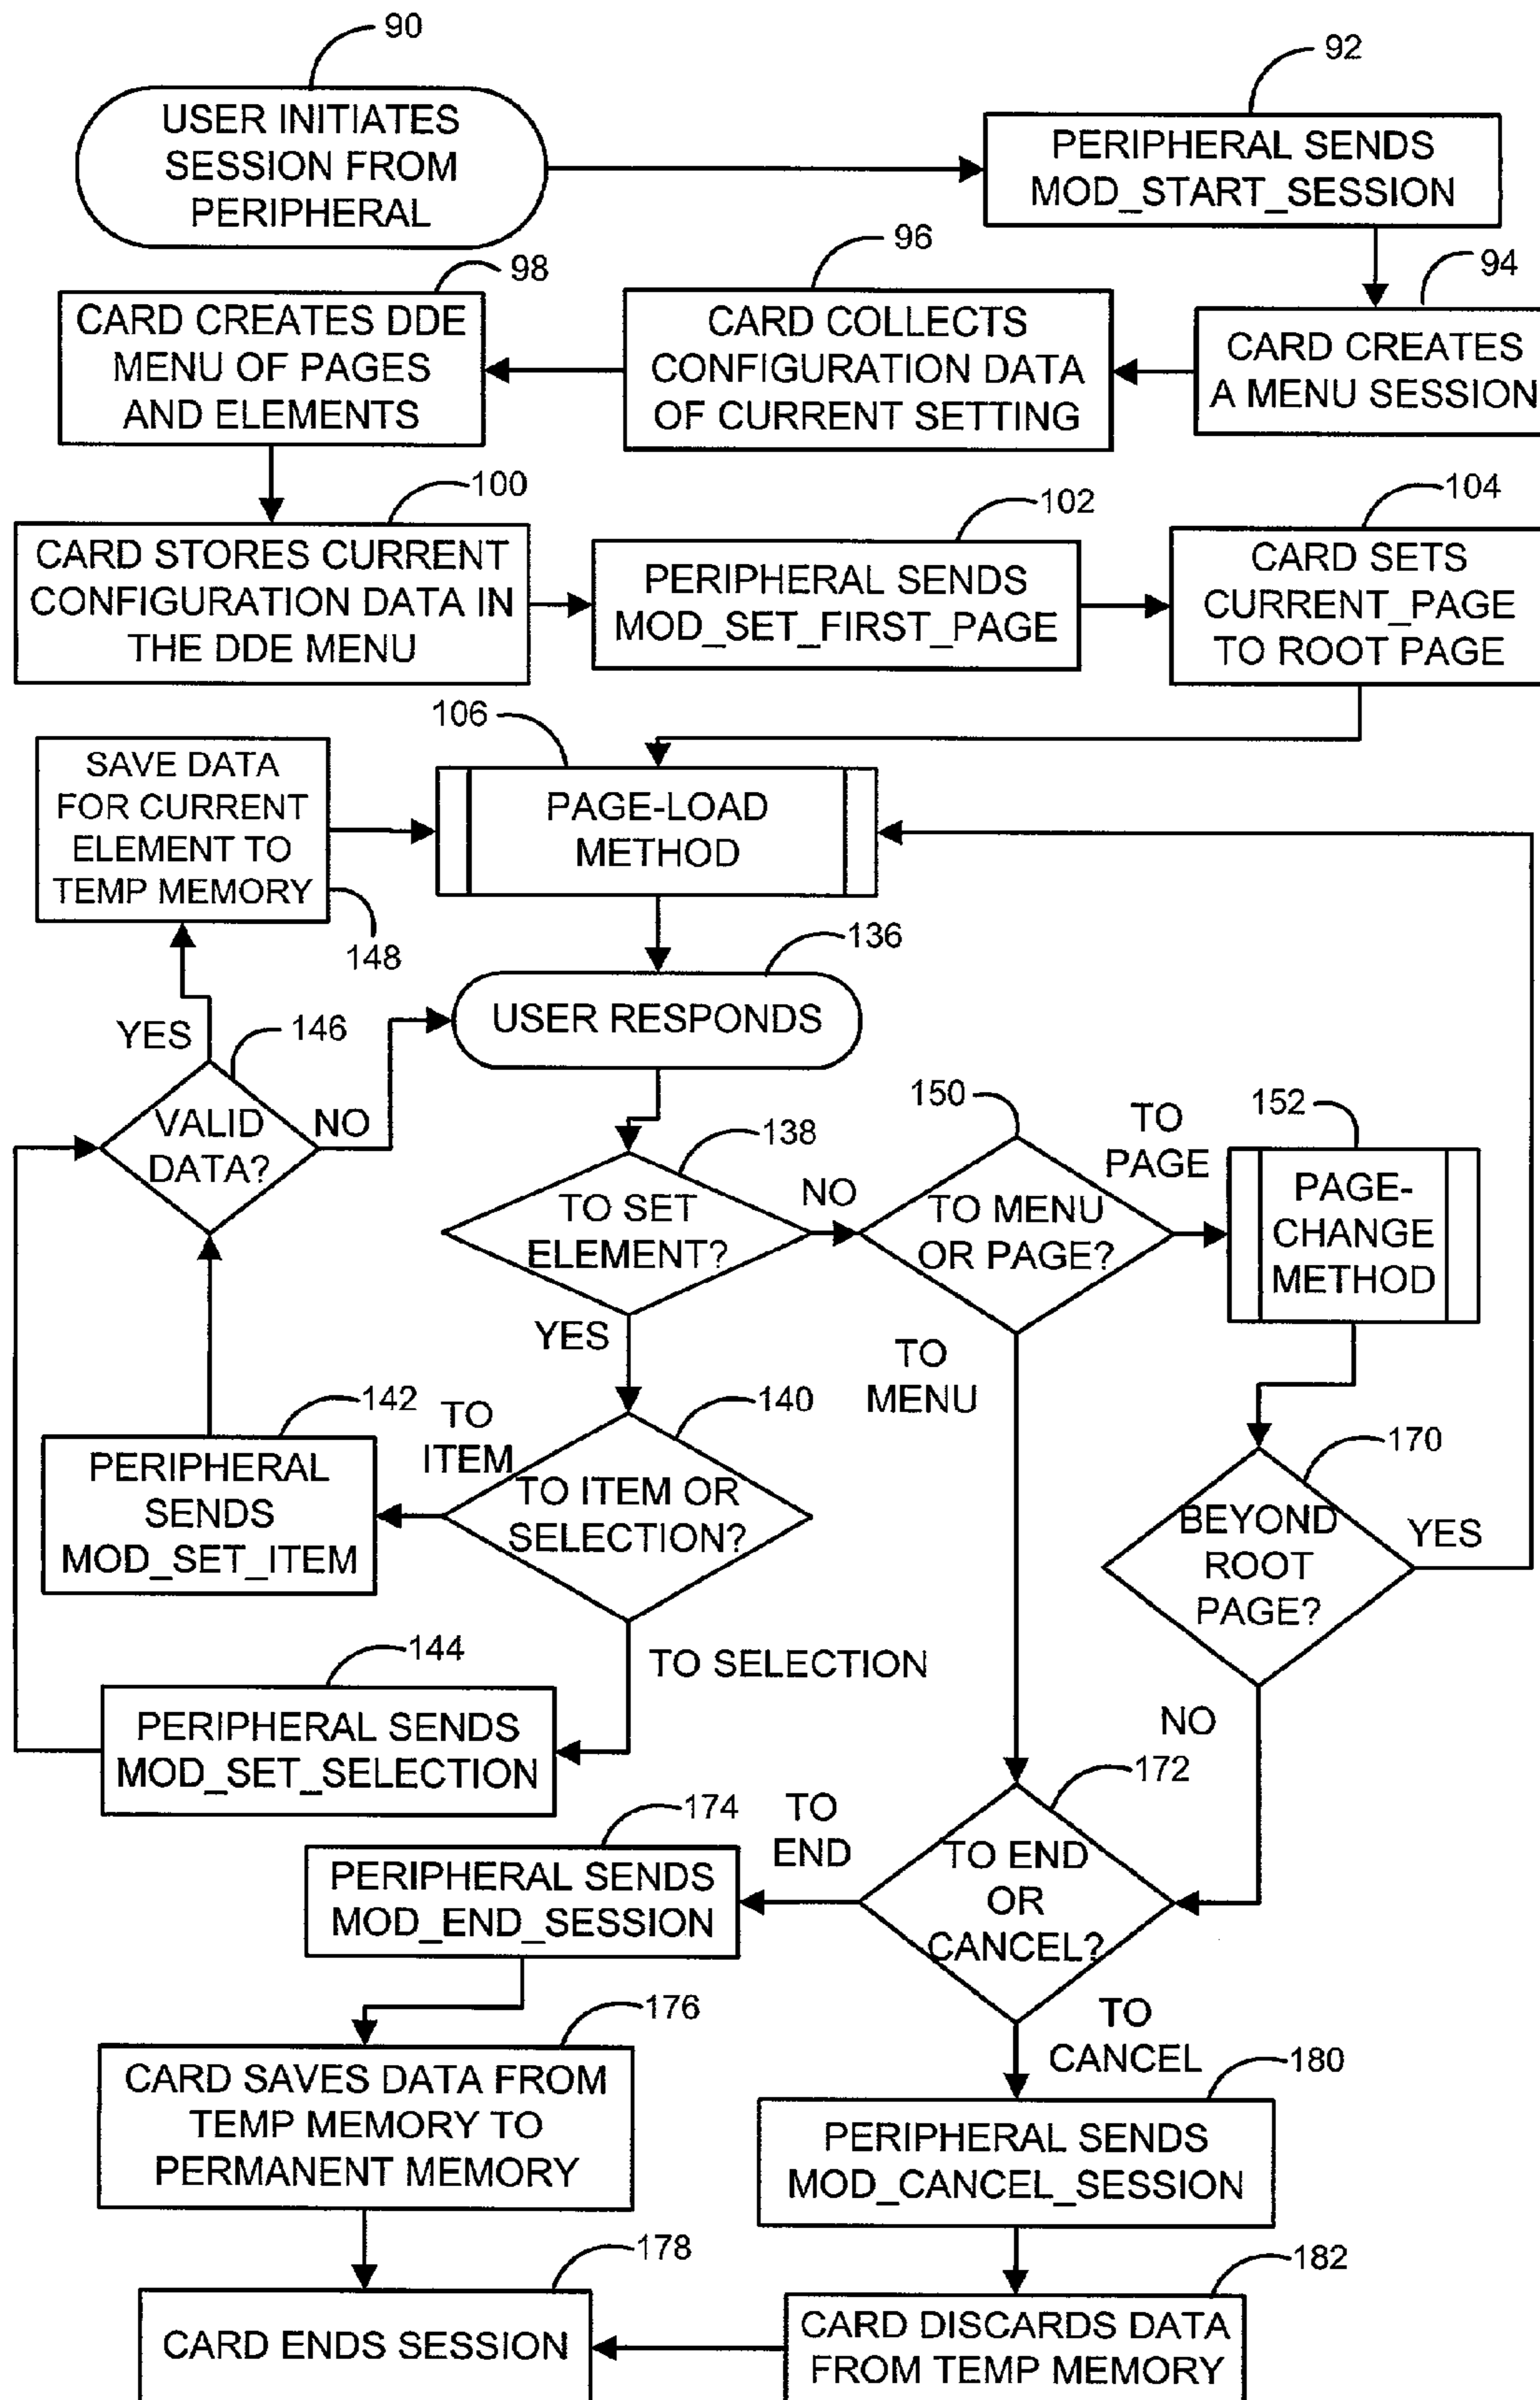 90
USER INITIATES
SESSION FROM
PERIPHERAL
92
PERIPHERAL SENDS
MOD_START_SESSION
94
CARD CREATES
A MENU SESSION
96
CARD COLLECTS
CONFIGURATION DATA
OF CURRENT SETTING
98
CARD CREATES DDE
MENU OF PAGES
AND ELEMENTS
100
CARD STORES CURRENT
CONFIGURATION DATA IN
THE DDE MENU
102
PERIPHERAL SENDS
MOD_SET_FIRST_PAGE
104
CARD SETS
CURRENT_PAGE
TO ROOT PAGE
106
PAGE-LOAD
METHOD
SAVE DATA
FOR CURRENT
ELEMENT TO
TEMP MEMORY
148
136
USER RESPONDS
YES
146
VALID
DATA?
NO
138
TO SET
ELEMENT?
NO
YES
150
TO MENU
OR PAGE?
TO
PAGE
TO
MENU
152
PAGE-
CHANGE
METHOD
140
TO ITEM OR
SELECTION?
TO
ITEM
TO SELECTION
142
PERIPHERAL
SENDS
MOD_SET_ITEM
144
PERIPHERAL SENDS
MOD_SET_SELECTION
170
BEYOND
ROOT
PAGE?
YES
NO
172
TO END
OR
CANCEL?
TO
END
TO
CANCEL
174
PERIPHERAL SENDS
MOD_END_SESSION
176
CARD SAVES DATA FROM
TEMP MEMORY TO
PERMANENT MEMORY
178
CARD ENDS SESSION
180
PERIPHERAL SENDS
MOD_CANCEL_SESSION
182
CARD DISCARDS DATA
FROM TEMP MEMORY